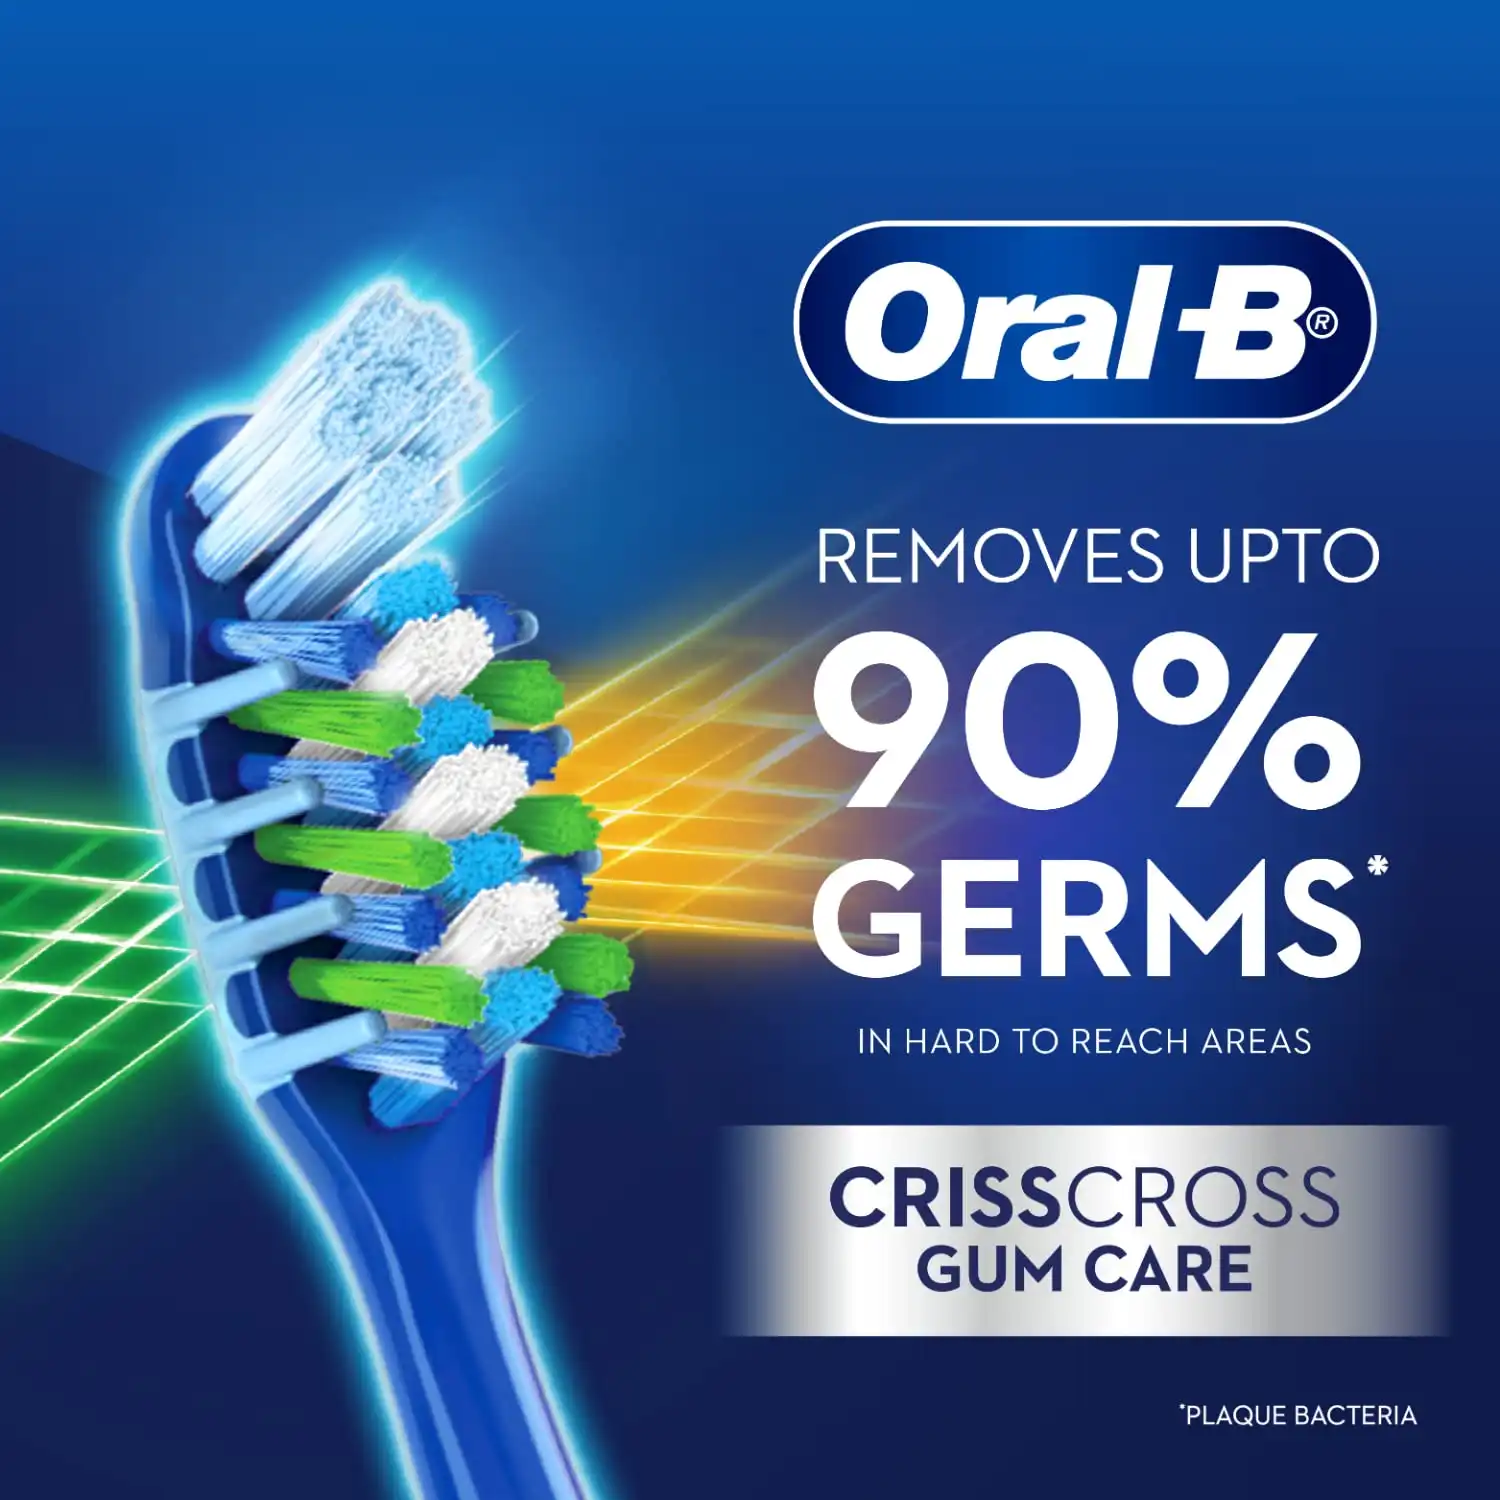 Oral-B®
REMOVES UPTO
90%
GERMS*
IN HARD TO REACH AREAS
CRISSCROSS
GUM CARE
*PLAQUE BACTERIA